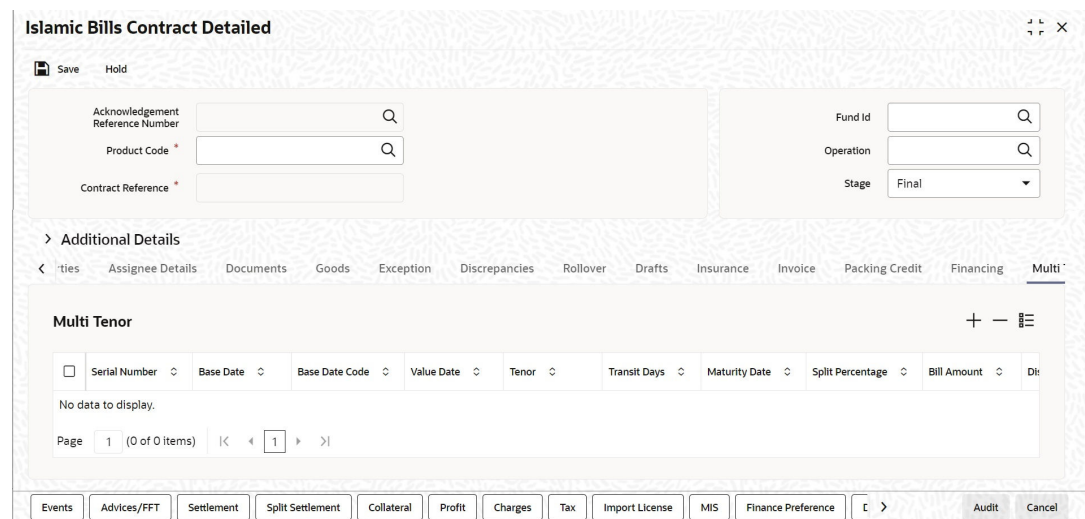 Islamic Bills Contract Detailed
Save Hold
Acknowledgement
Reference Number
Product Code *
Contract Reference *
Fund Id
Operation
Stage Final
Additional Details
Assignee Details Documents Goods Exception Discrepancies Rollover Drafts Insurance Invoice Packing Credit Financing Multi
Multi Tenor
Serial Number Base Date Base Date Code Value Date Tenor Transit Days Maturity Date Split Percentage Bill Amount
No data to display.
Page 1 (0 of 0 items) 1
Events Advices/FFT Settlement Split Settlement Collateral Profit Charges Tax Import License MIS Finance Preference Audit Cancel